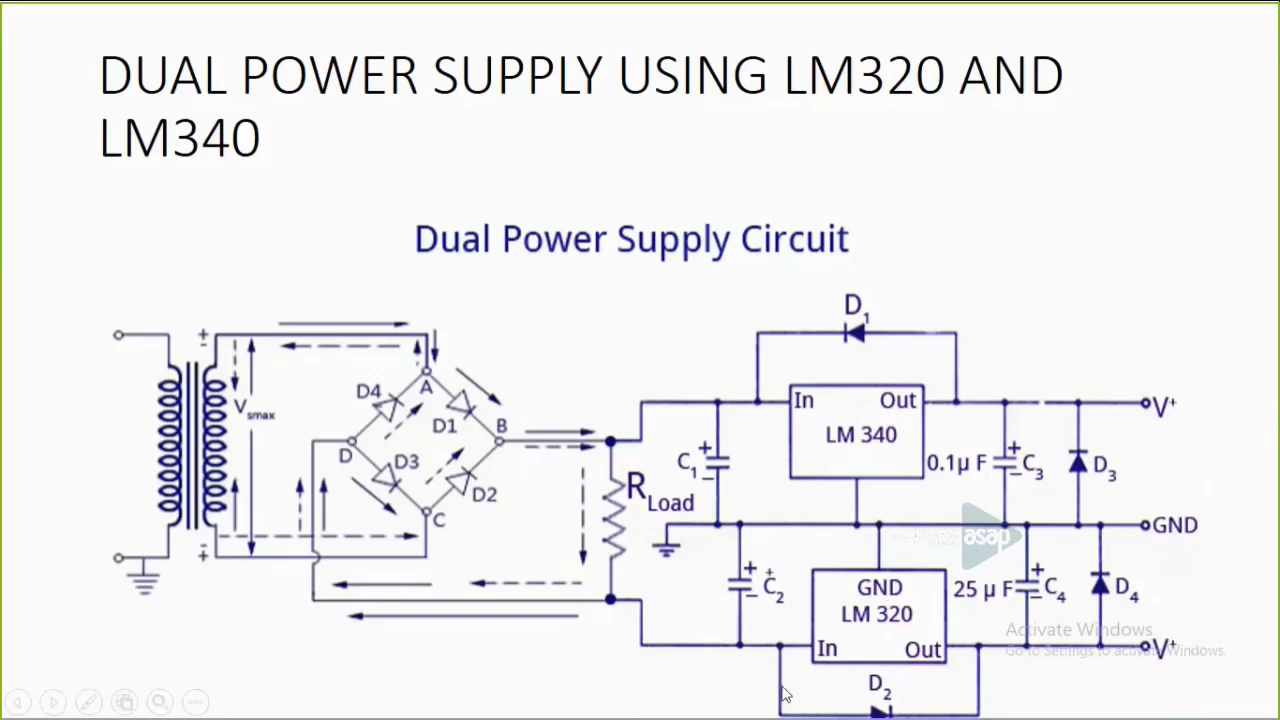 DUAL POWER SUPPLY USING LM320 AND
LM340
Dual Power Supply Circuit
D1
+
-
In Out
V+
D4
A
Vsmax
LM 340
D1
B
D
D3
+
C1
-
0.1µ F
+
C3
-
D3
RLoad
D2
C
GND
asap
-
+
+
C2
+
-
GND
LM 320
25 µ F
+
C4
-
D4
Activate Windows
Go to Settings to activate Windows.
In Out
V+
D2